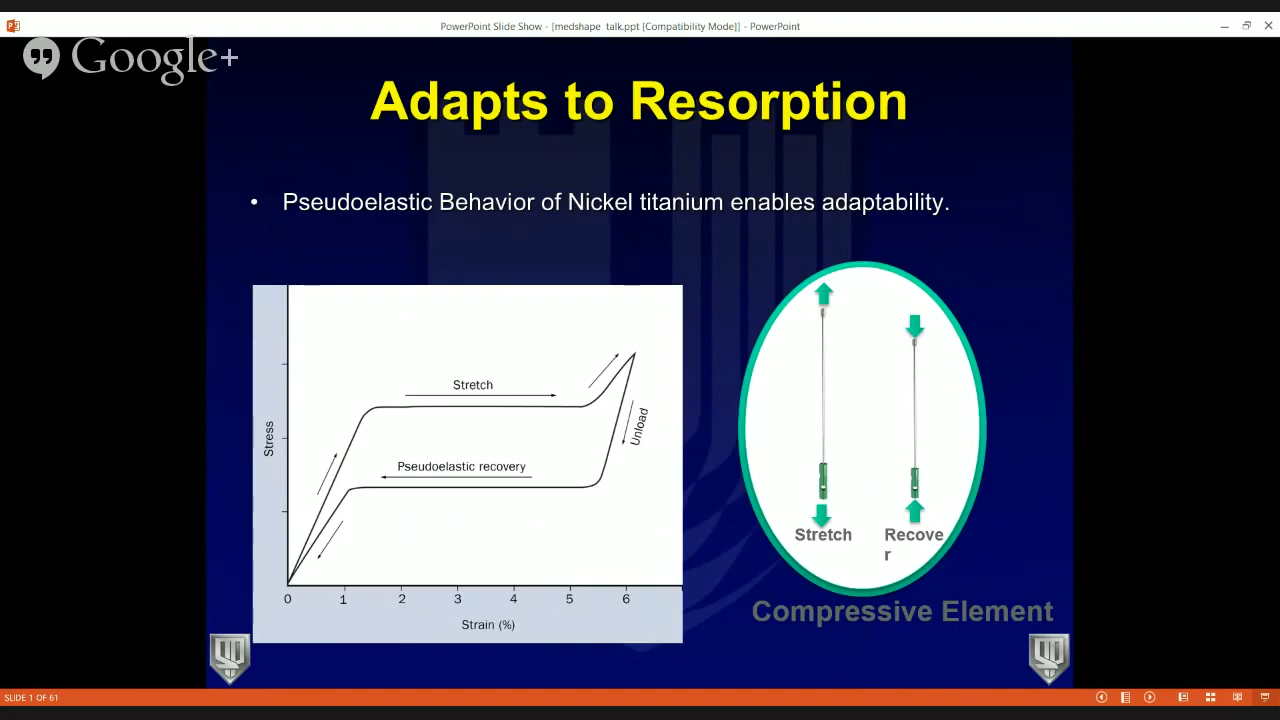 PowerPoint Slide Show - [medshape talk.ppt [Compatibility Mode]] - PowerPoint
Google+
Adapts to Resorption
• Pseudoelastic Behavior of Nickel titanium enables adaptability.
Stress
Stretch
Unload
Pseudoelastic recovery
0 1 2 3 4 5 6
Strain (%)
Stretch
Recove
r
Compressive Element
SLIDE 1 OF 61